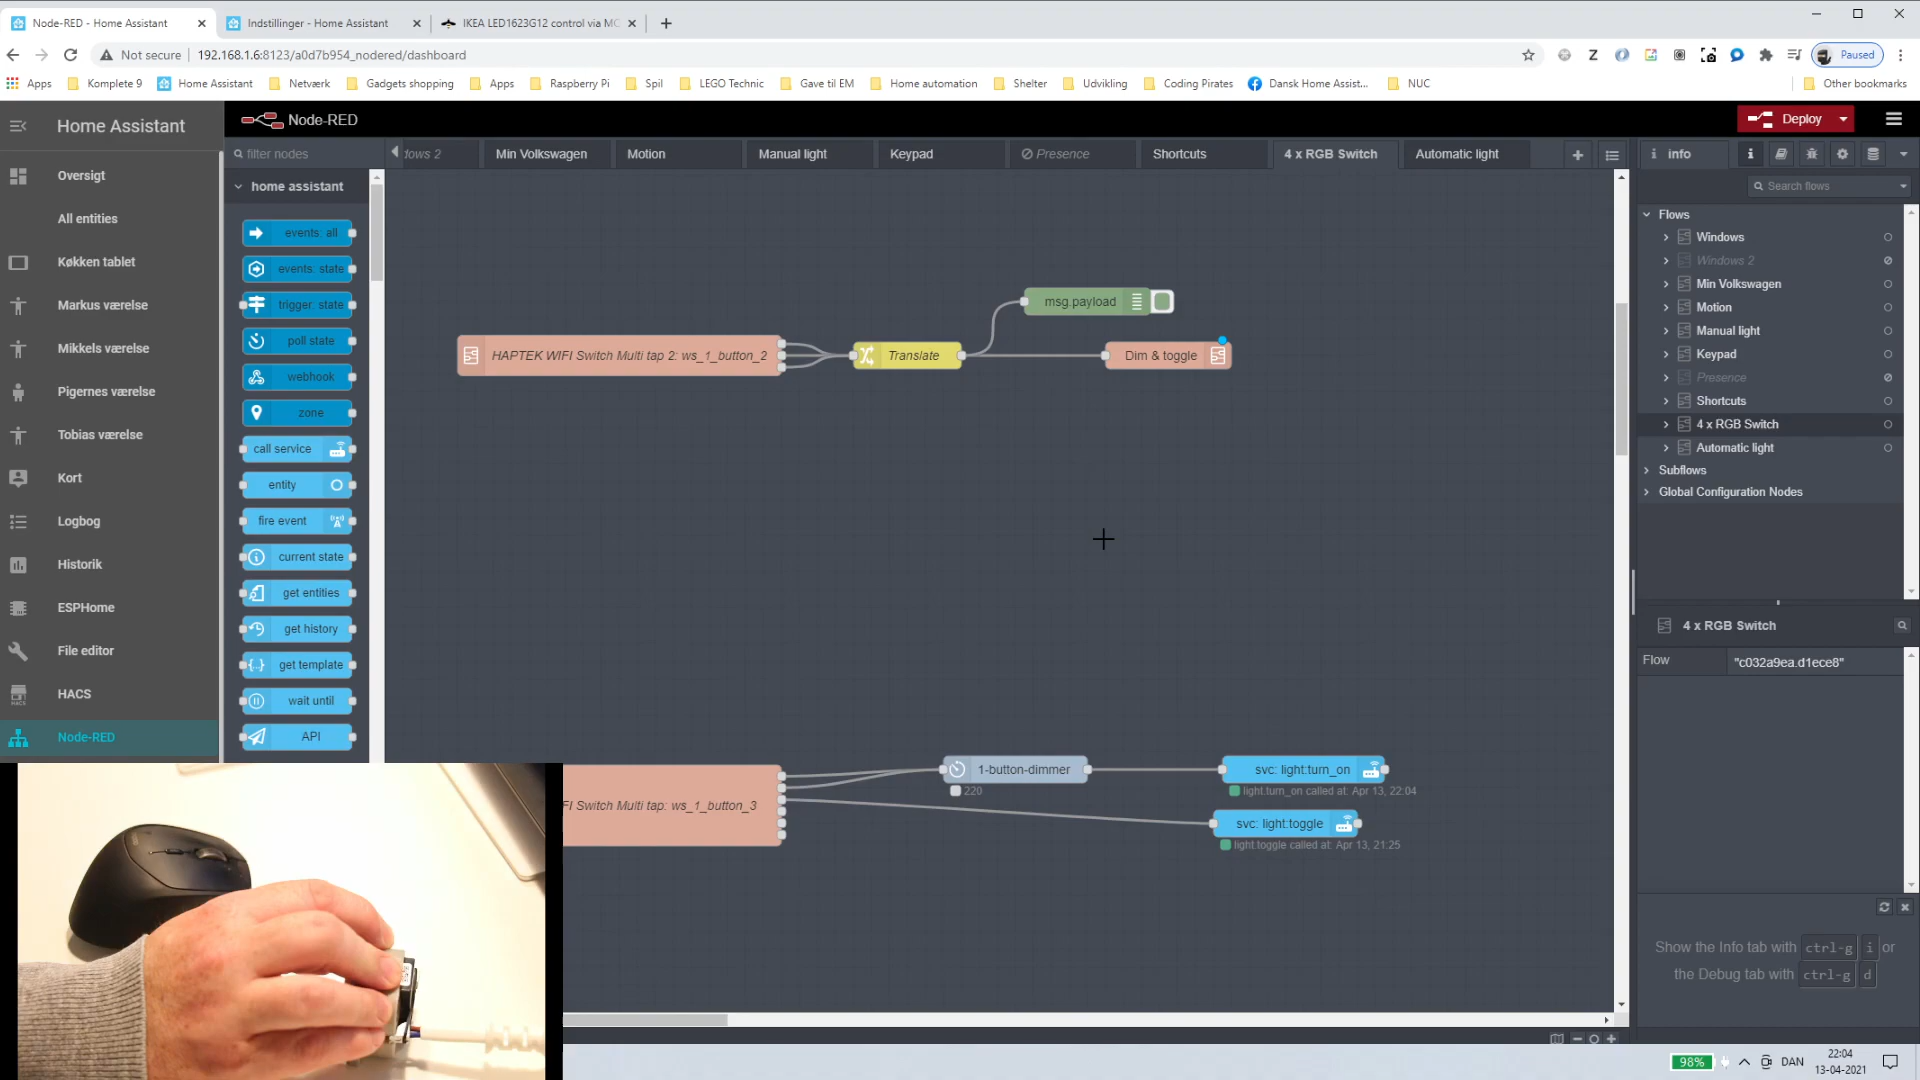 Node-RED - Home Assistant
Indstillinger - Home Assistant
IKEA LED1623G12 control via MQ
Not secure
192.168.1.6:8123/a0d7b954_nodered/dashboard
Paused
Apps
Komplete 9
Home Assistant
Netværk
Gadgets shopping
Apps
Raspberry Pi
Spil
LEGO Technic
Gave til EM
Home automation
Shelter
Udvikling
Coding Pirates
Dansk Home Assist...
NUC
Other bookmarks
Home Assistant
Oversigt
All entities
Køkken tablet
Markus værelse
Mikkels værelse
Pigernes værelse
Tobias værelse
Kort
Logbog
Historik
ESPHome
File editor
HACS
Node-RED
Node-RED
Deploy
filter nodes
dows 2
Min Volkswagen
Motion
Manual light
Keypad
Presence
Shortcuts
4 x RGB Switch
Automatic light
home assistant
events: all
events: state
trigger: state
poll state
webhook
zone
call service
entity
fire event
current state
get entities
get history
get template
wait until
API
msg.payload
HAPTEK WIFI Switch Multi tap 2: ws_1_button_2
Translate
Dim & toggle
FI Switch Multi tap: ws_1_button_3
1-button-dimmer
220
svc: light:turn_on
light.turn_on called at: Apr 13, 22:04
svc: light:toggle
light.toggle called at: Apr 13, 21:25
info
Search flows
Flows
Windows
Windows 2
Min Volkswagen
Motion
Manual light
Keypad
Presence
Shortcuts
4 x RGB Switch
Automatic light
Subflows
Global Configuration Nodes
4 x RGB Switch
Flow
"c032a9ea.d1ece8"
Show the Info tab with ctrl-g i or
the Debug tab with ctrl-g d
98%
DAN
22:04
13-04-2021